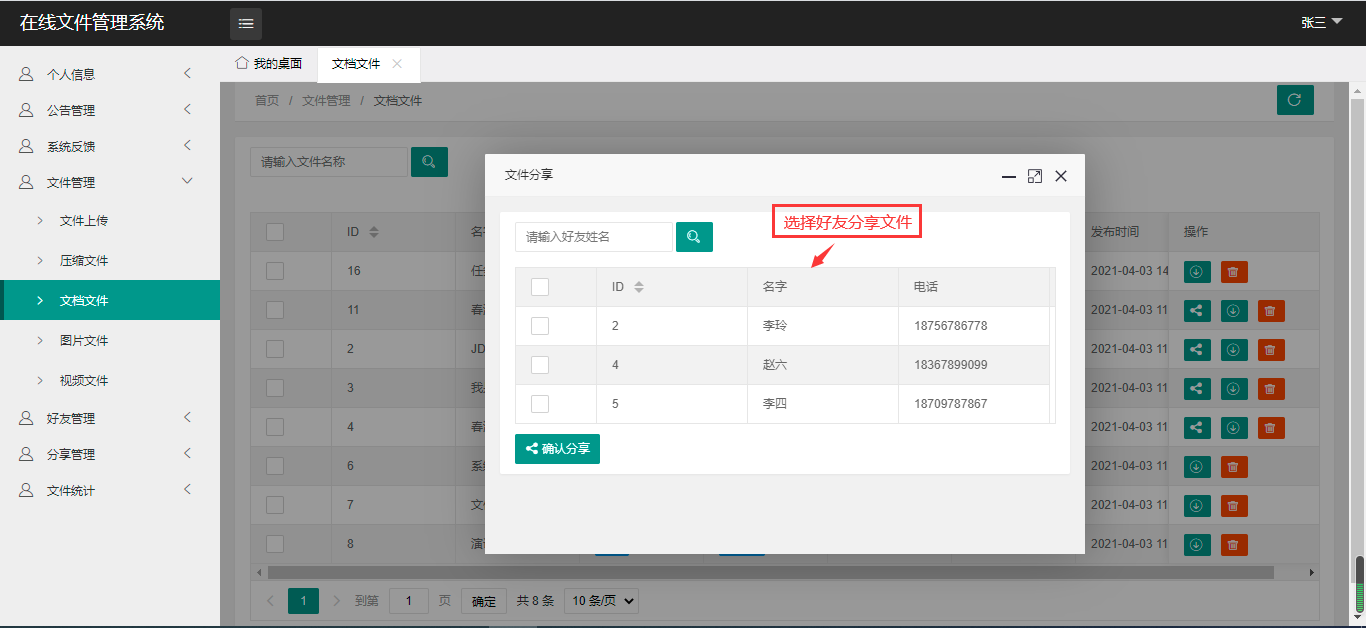 在线文件管理系统
张三
个人信息
公告管理
系统反馈
文件管理
文件上传
压缩文件
文档文件
图片文件
视频文件
好友管理
分享管理
文件统计
我的桌面 文档文件
首页 / 文件管理 / 文档文件
请输入文件名称
ID 发布时间 操作
16 2021-04-03 14
11 2021-04-03 11
2 JD 2021-04-03 11
3 2021-04-03 11
4 2021-04-03 11
6 2021-04-03 11
7 2021-04-03 11
8 2021-04-03 11
1 到第 1 页 确定 共 8 条 10 条/页
文件分享
选择好友分享文件
请输入好友姓名
ID 名字 电话
2 李玲 18756786778
4 赵六 18367899099
5 李四 18709787867
确认分享